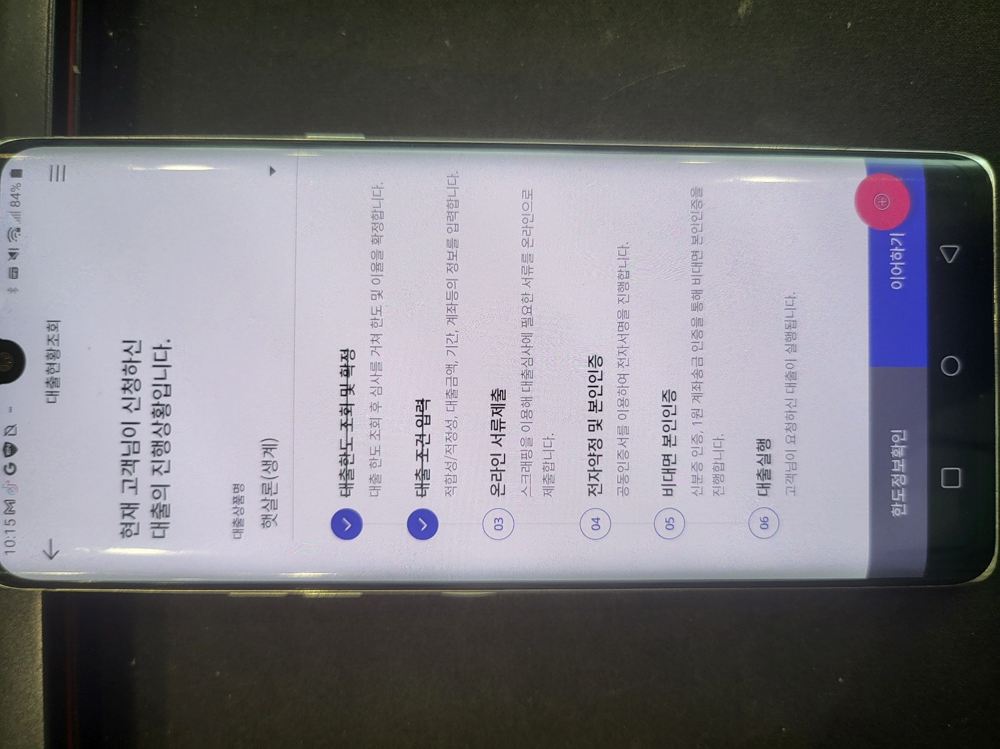 10:15
84%
대출현황조회
현재 고객님이 신청하신
대출의 진행상황입니다.
대출상품명
햇살론(생계)
대출한도 조회 및 확정
대출 한도 조회 후 심사를 거쳐 한도 및 이율을 확정합니다.
대출 조건 입력
적합성/적정성, 대출금액, 기간, 계좌등의 정보를 입력합니다.
03
온라인 서류제출
스크래핑을 이용해 대출심사에 필요한 서류를 온라인으로
제출합니다.
04
전자약정 및 본인인증
공동인증서를 이용하여 전자서명을 진행합니다.
05
비대면 본인인증
신분증 인증, 1원 계좌송금 인증을 통해 비대면 본인인증을
진행합니다.
06
대출실행
고객님이 요청하신 대출이 실행됩니다.
한도정보확인
이어하기